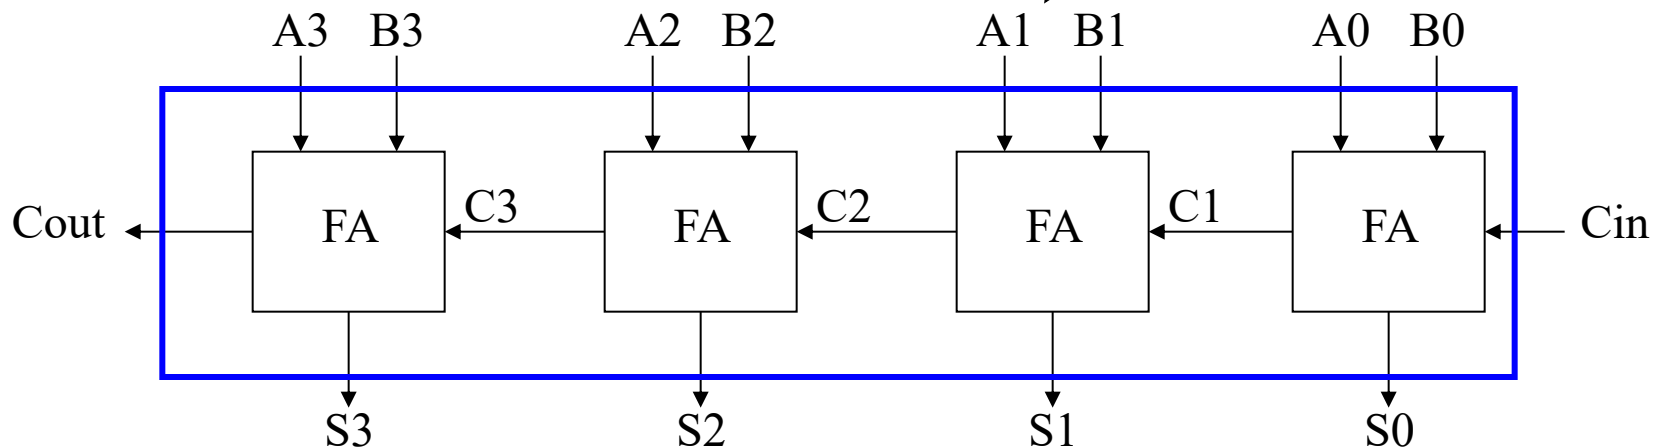 A3 B3 A2 B2 A1 B1 A0 B0
C3 C2 C1
Cout FA FA FA FA Cin
S3 S2 S1 S0